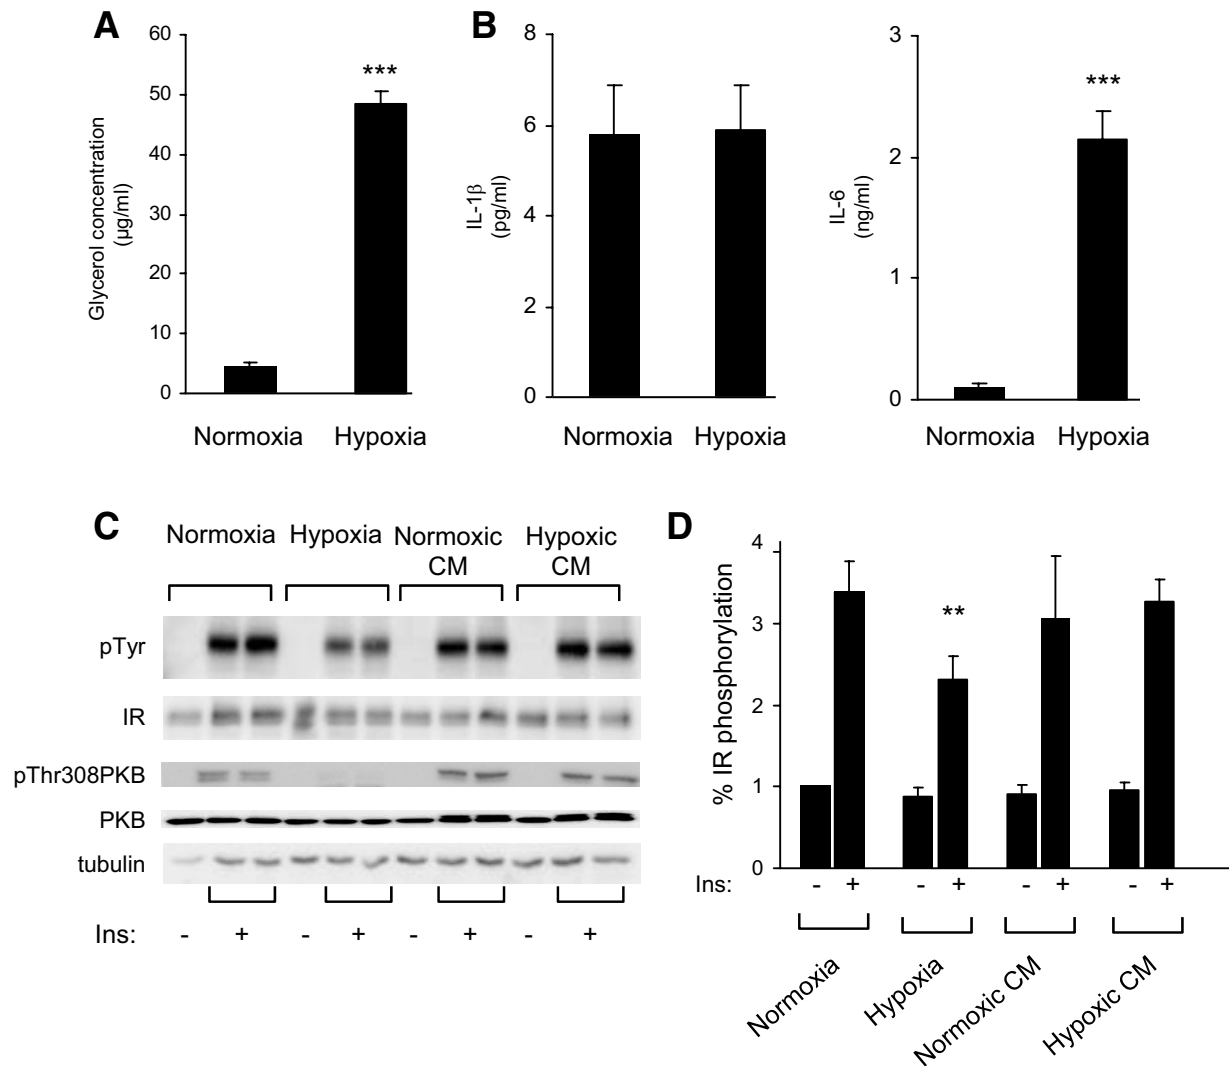 A
Glycerol concentration
(µg/ml)
60
50
40
30
20
10
0
***
Normoxia
Hypoxia
B
IL-1β
(pg/ml)
8
6
4
2
0
Normoxia
Hypoxia
IL-6
(ng/ml)
3
2
1
0
***
Normoxia
Hypoxia
C
Normoxia
Hypoxia
Normoxic
CM
Hypoxic
CM
pTyr
IR
pThr308PKB
PKB
tubulin
Ins: - + - + - + - +
D
% IR phosphorylation
4
3
2
1
0
**
Ins: - + - + - + - +
Normoxia
Hypoxia
Normoxic CM
Hypoxic CM